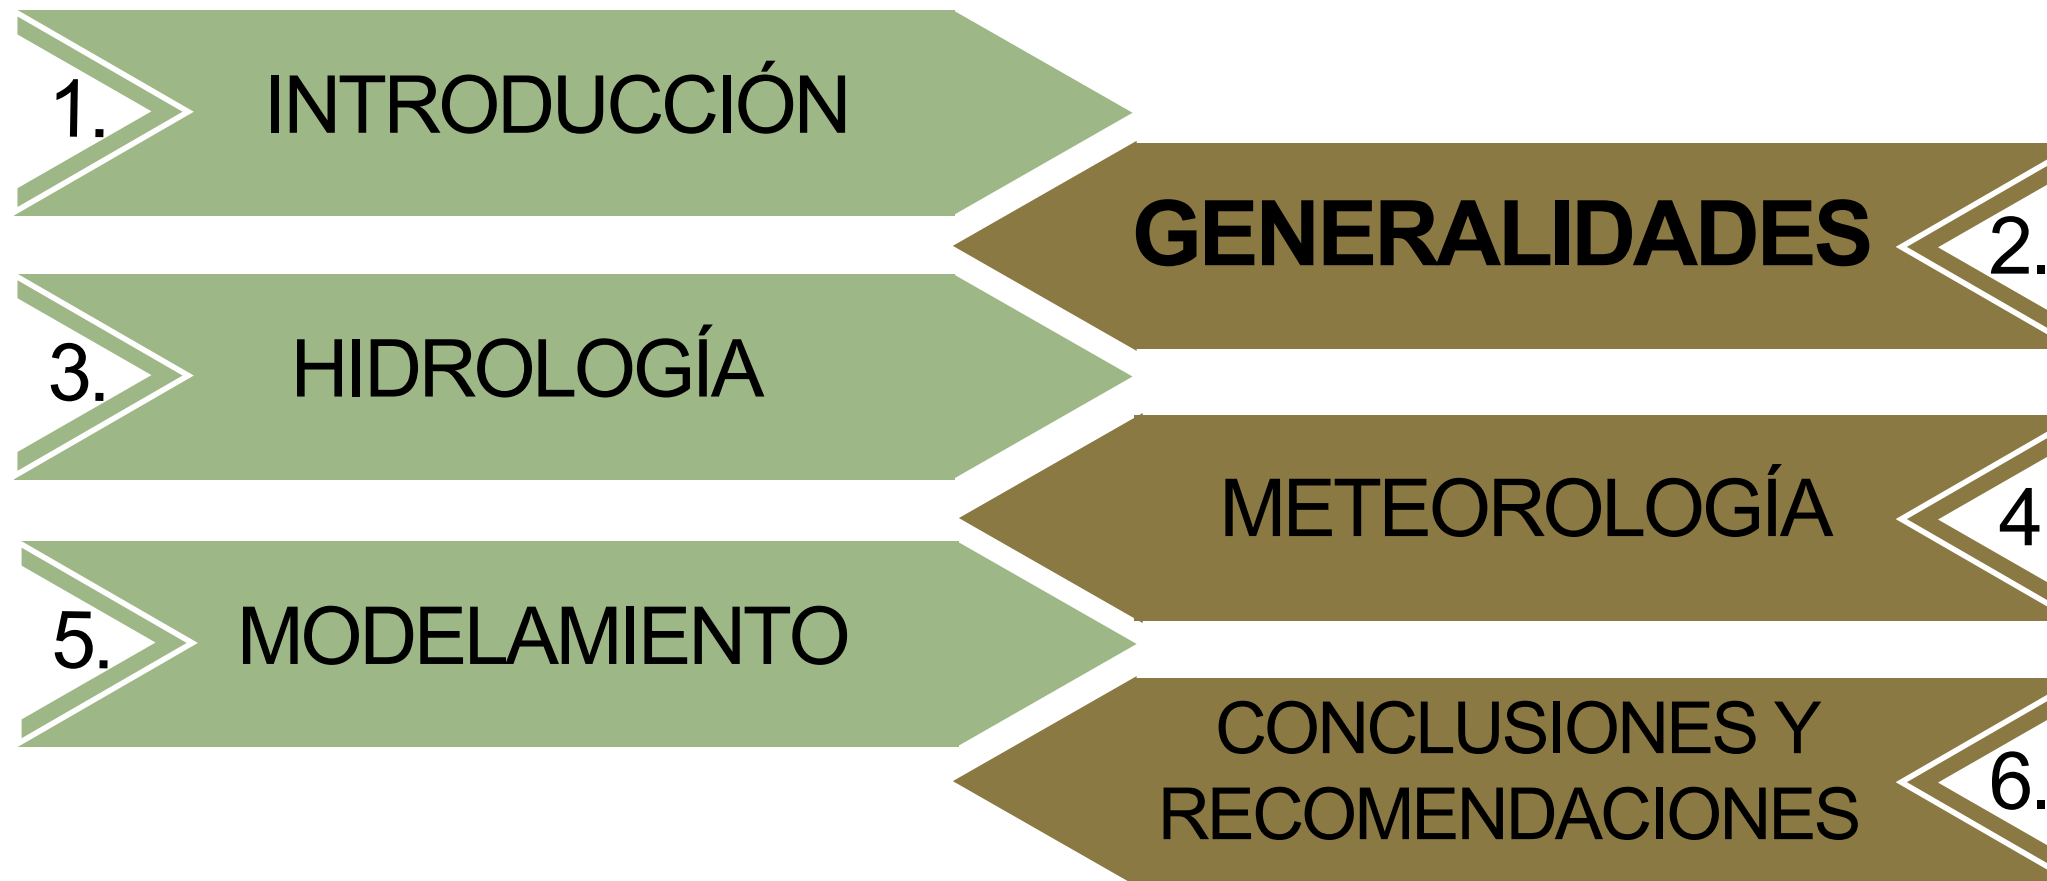 1. INTRODUCCIÓN
GENERALIDADES 2.
3. HIDROLOGÍA
METEOROLOGÍA 4
5. MODELAMIENTO
CONCLUSIONES Y
RECOMENDACIONES
6.